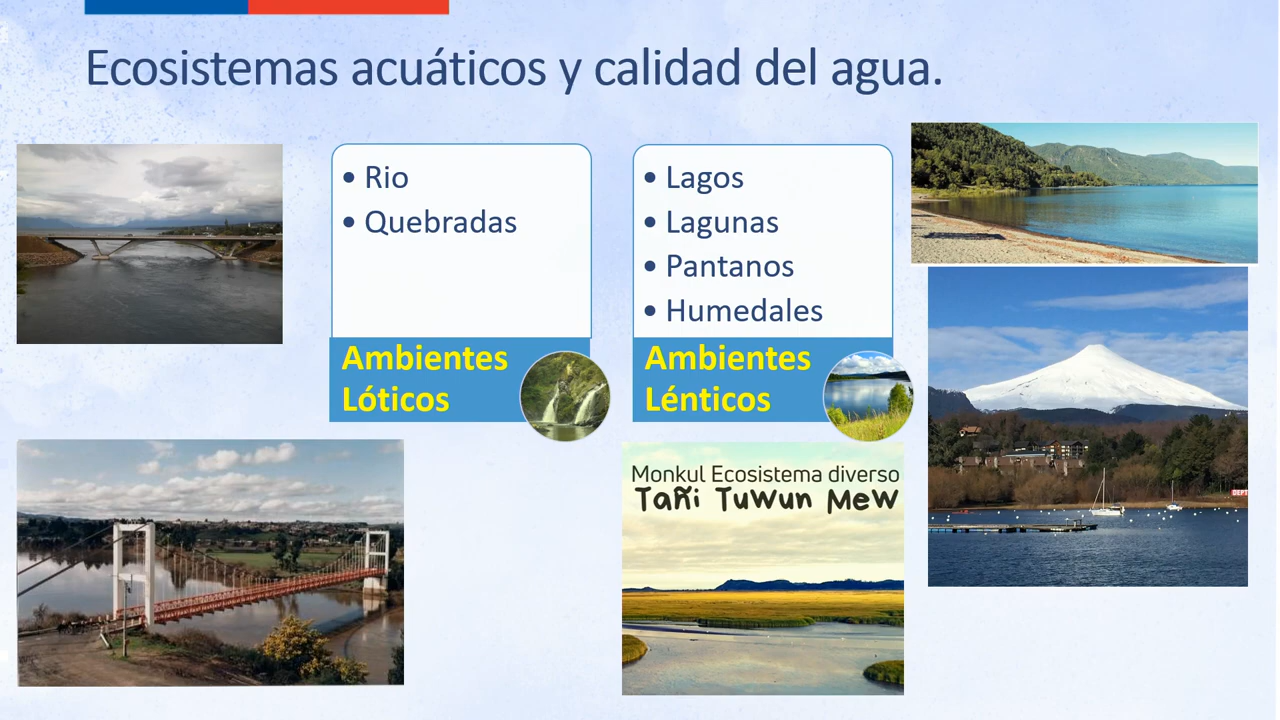 Ecosistemas acuáticos y calidad del agua.
• Rio
• Quebradas
Ambientes
Lóticos
• Lagos
• Lagunas
• Pantanos
• Humedales
Ambientes
Lénticos
Monkul Ecosistema diverso
Tañi Tuwun Mew
DEPT